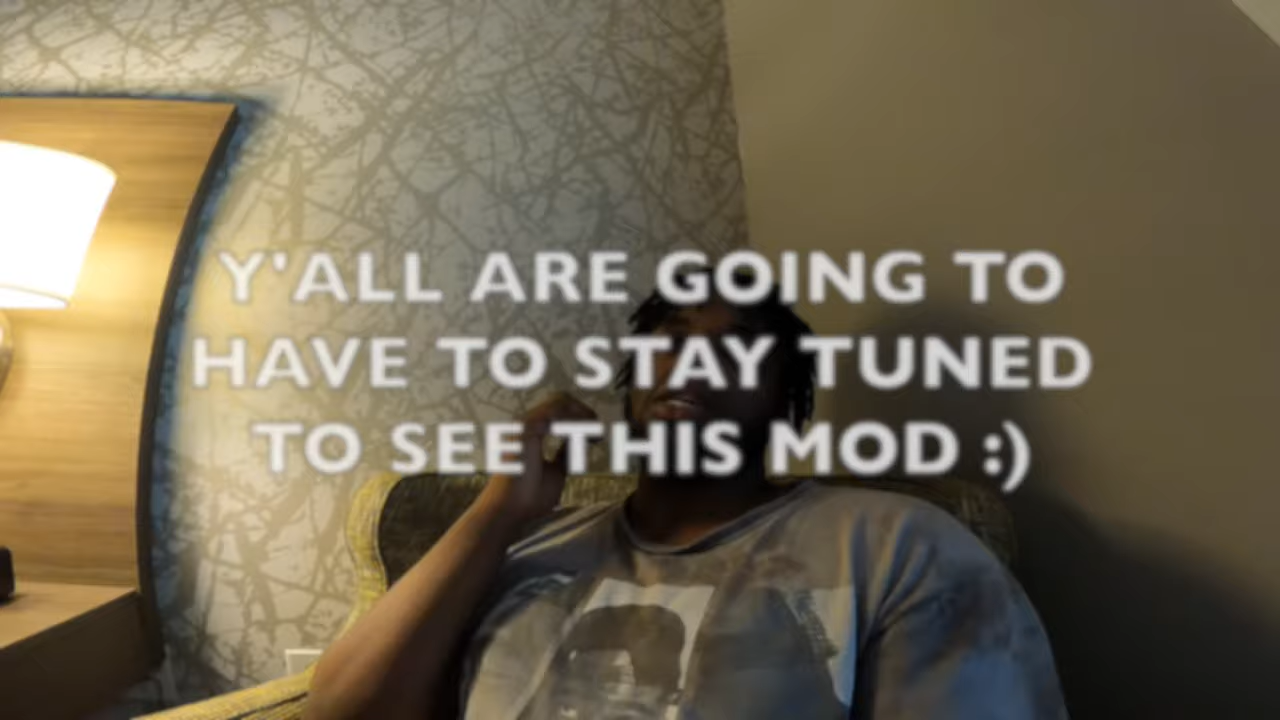 Y'ALL ARE GOING TO
HAVE TO STAY TUNED
TO SEE THIS MOD :)